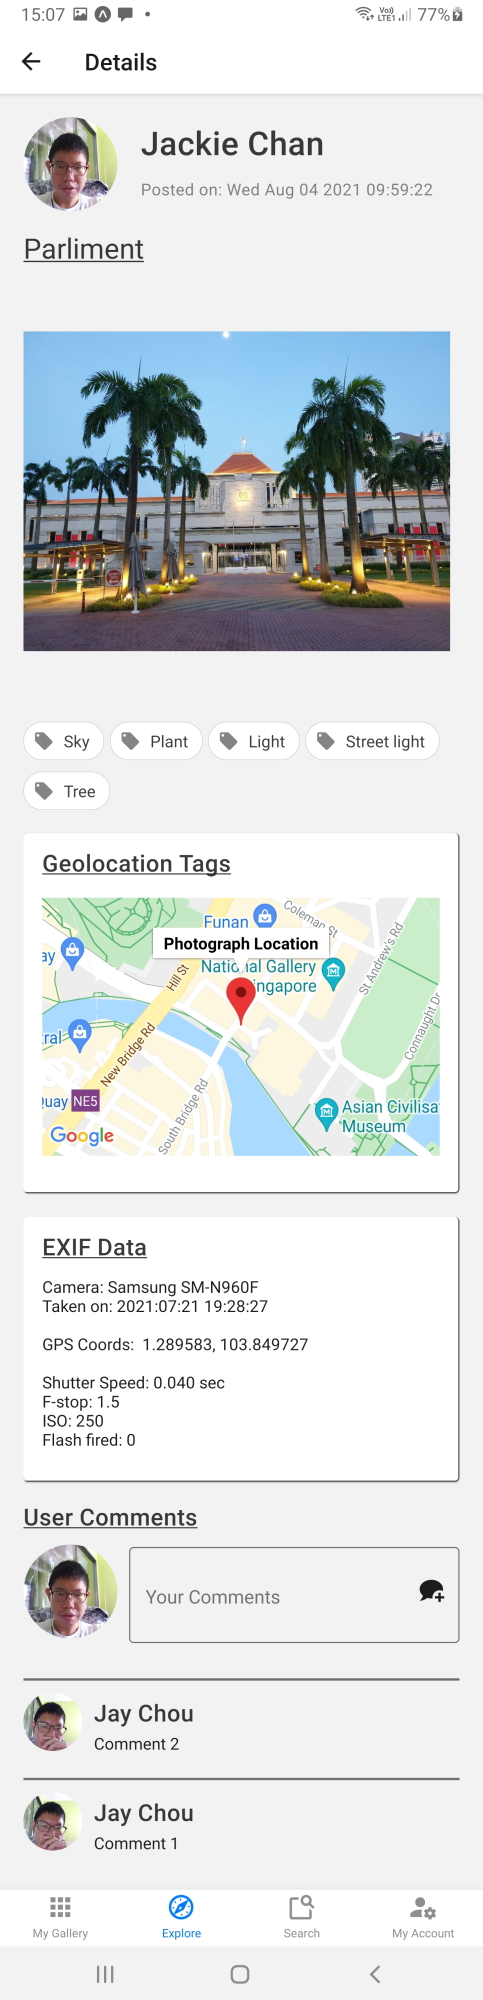 15:07
Vo)) LTE1 77%
Details
Jackie Chan
Posted on: Wed Aug 04 2021 09:59:22
Parliment
Sky
Plant
Light
Street light
Tree
Geolocation Tags
Funan
Coleman St
ay
Photograph Location
National Gallery
Singapore
Hill St
St Andrew's Rd
ral
New Bridge Rd
Connaught Dr
Quay NE5
South Bridge Rd
Asian Civilisa
Museum
Google
EXIF Data
Camera: Samsung SM-N960F
Taken on: 2021:07:21 19:28:27
GPS Coords: 1.289583, 103.849727
Shutter Speed: 0.040 sec
F-stop: 1.5
ISO: 250
Flash fired: 0
User Comments
Your Comments
Jay Chou
Comment 2
Jay Chou
Comment 1
My Gallery
Explore
Search
My Account